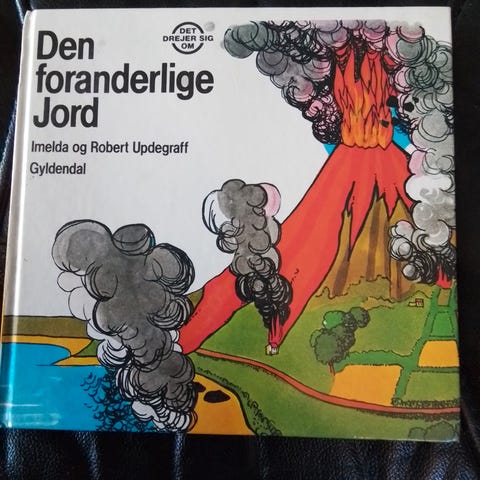 DET
DREJER SIG
OM
Den
foranderlige
Jord
Imelda og Robert Updegraff
Gyldendal